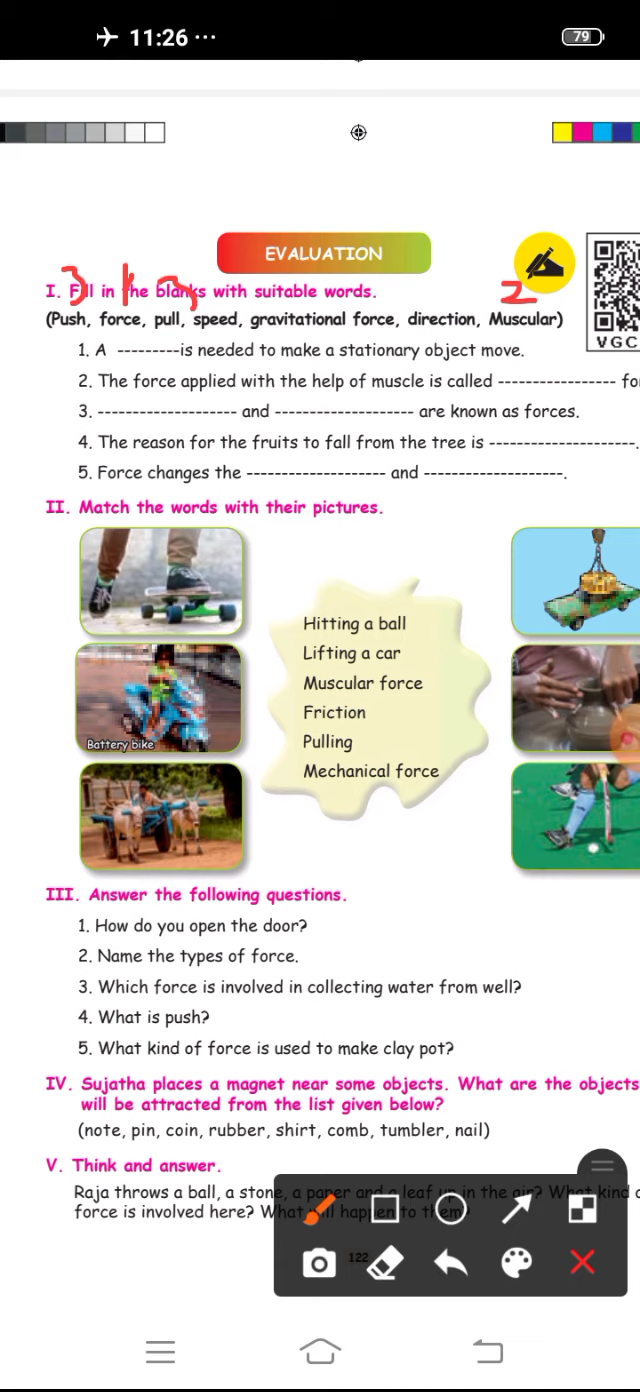 11:26 ...
79
EVALUATION
3 1 3 2
I. Fill in the blanks with suitable words.
(Push, force, pull, speed, gravitational force, direction, Muscular)
VGC
1. A ---------is needed to make a stationary object move.
2. The force applied with the help of muscle is called ----------------- fo
3. -------------------- and -------------------- are known as forces.
4. The reason for the fruits to fall from the tree is ---------------------.
5. Force changes the -------------------- and --------------------.
II. Match the words with their pictures.
Hitting a ball
Lifting a car
Muscular force
Friction
Pulling
Mechanical force
Battery bike
III. Answer the following questions.
1. How do you open the door?
2. Name the types of force.
3. Which force is involved in collecting water from well?
4. What is push?
5. What kind of force is used to make clay pot?
IV. Sujatha places a magnet near some objects. What are the objects
will be attracted from the list given below?
(note, pin, coin, rubber, shirt, comb, tumbler, nail)
V. Think and answer.
Raja throws a ball, a stone, a paper and a leaf up in the air? What kind o
force is involved here? What will happen to them?
122